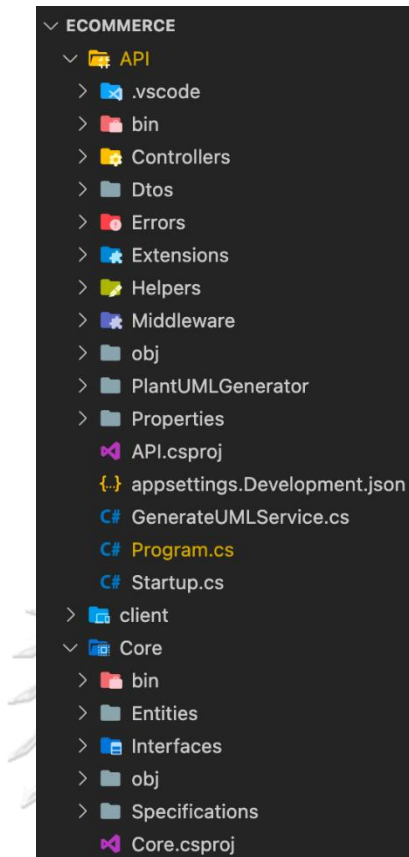 ECOMMERCE
API
.vscode
bin
Controllers
Dtos
Errors
Extensions
Helpers
Middleware
obj
PlantUMLGenerator
Properties
API.csproj
{..} appsettings.Development.json
C# GenerateUMLService.cs
C# Program.cs
C# Startup.cs
client
Core
bin
Entities
Interfaces
obj
Specifications
Core.csproj